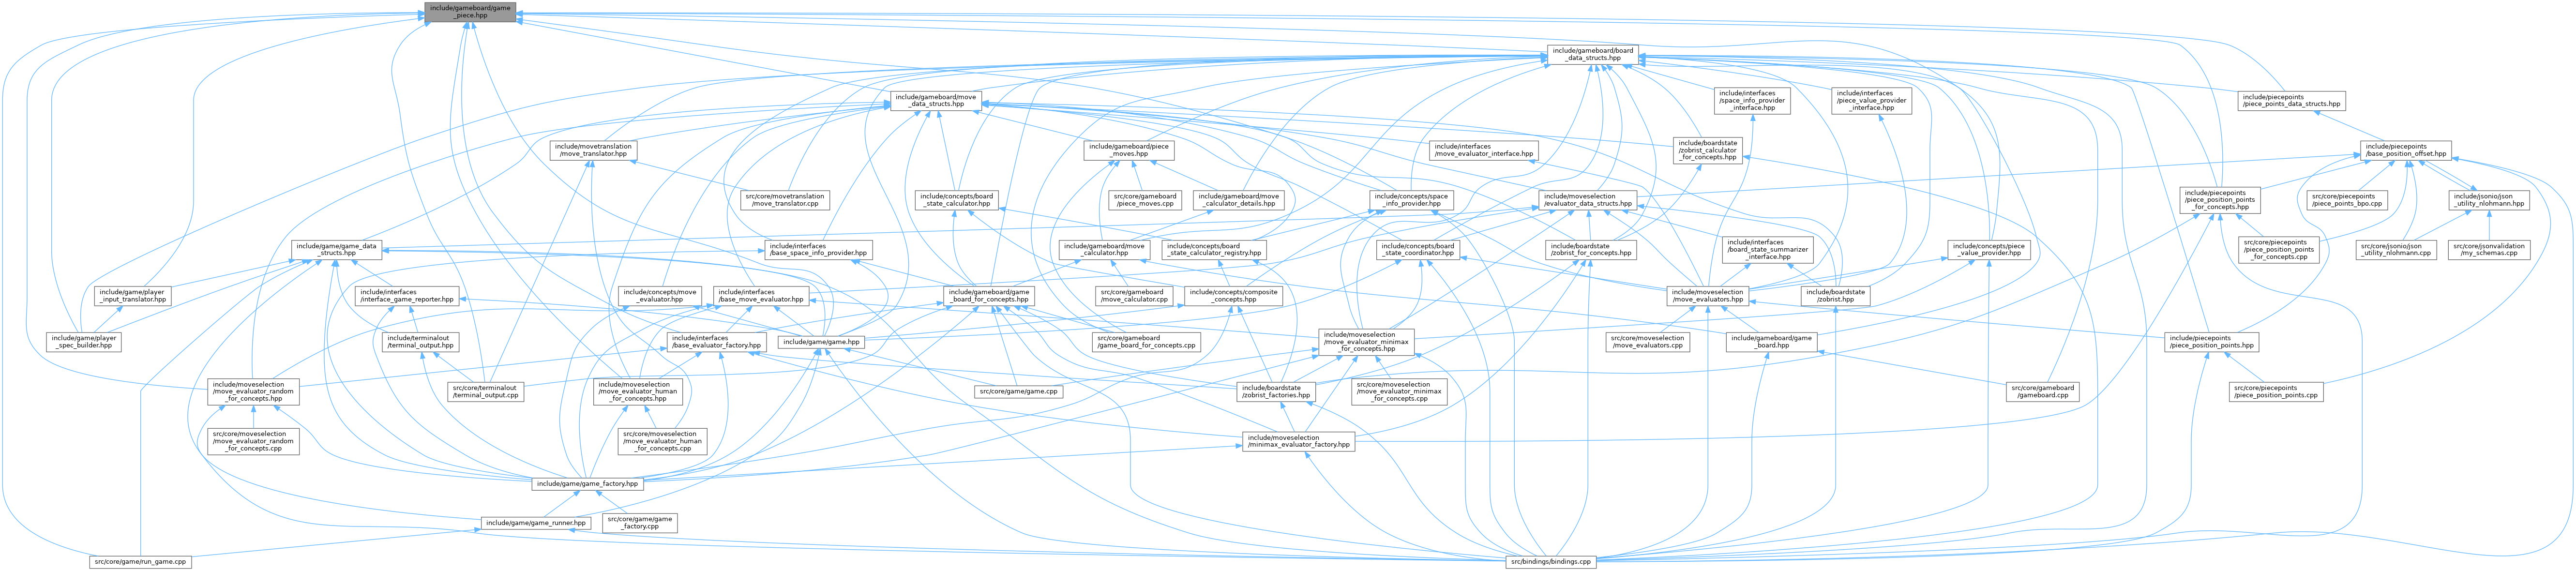 include/gameboard/game
_piece.hpp
include/gameboard/board
_data_structs.hpp
include/gameboard/move
_data_structs.hpp
include/interfaces
/space_info_provider
_interface.hpp
include/interfaces
/piece_value_provider
_interface.hpp
include/piecepoints
/piece_points_data_structs.hpp
include/movetranslation
/move_translator.hpp
include/gameboard/piece
_moves.hpp
include/interfaces
/move_evaluator_interface.hpp
include/boardstate
/zobrist_calculator
_for_concepts.hpp
include/piecepoints
/base_position_offset.hpp
src/core/movetranslation
/move_translator.cpp
include/concepts/board
_state_calculator.hpp
src/core/gameboard
/piece_moves.cpp
include/gameboard/move
_calculator_details.hpp
include/concepts/space
_info_provider.hpp
include/moveselection
/evaluator_data_structs.hpp
include/piecepoints
/piece_position_points
_for_concepts.hpp
src/core/piecepoints
/piece_points_bpo.cpp
include/jsonio/json
_utility_nlohmann.hpp
include/game/game_data
_structs.hpp
include/interfaces
/base_space_info_provider.hpp
include/gameboard/move
_calculator.hpp
include/concepts/board
_state_calculator_registry.hpp
include/concepts/board
_state_coordinator.hpp
include/boardstate
/zobrist_for_concepts.hpp
include/interfaces
/board_state_summarizer
_interface.hpp
include/concepts/piece
_value_provider.hpp
src/core/piecepoints
/piece_position_points
_for_concepts.cpp
src/core/jsonio/json
_utility_nlohmann.cpp
src/core/jsonvalidation
/my_schemas.cpp
include/game/player
_input_translator.hpp
include/interfaces
/interface_game_reporter.hpp
include/concepts/move
_evaluator.hpp
include/interfaces
/base_move_evaluator.hpp
include/gameboard/game
_board_for_concepts.hpp
src/core/gameboard
/move_calculator.cpp
include/concepts/composite
_concepts.hpp
include/moveselection
/move_evaluators.hpp
include/boardstate
/zobrist.hpp
include/game/player
_spec_builder.hpp
include/terminalout
/terminal_output.hpp
include/interfaces
/base_evaluator_factory.hpp
include/game/game.hpp
src/core/gameboard
/game_board_for_concepts.cpp
include/moveselection
/move_evaluator_minimax
_for_concepts.hpp
src/core/moveselection
/move_evaluators.cpp
include/gameboard/game
_board.hpp
include/piecepoints
/piece_position_points.hpp
include/moveselection
/move_evaluator_random
_for_concepts.hpp
src/core/terminalout
/terminal_output.cpp
include/moveselection
/move_evaluator_human
_for_concepts.hpp
src/core/game/game.cpp
include/boardstate
/zobrist_factories.hpp
src/core/moveselection
/move_evaluator_minimax
_for_concepts.cpp
src/core/gameboard
/gameboard.cpp
src/core/piecepoints
/piece_position_points.cpp
src/core/moveselection
/move_evaluator_random
_for_concepts.cpp
src/core/moveselection
/move_evaluator_human
_for_concepts.cpp
include/moveselection
/minimax_evaluator_factory.hpp
include/game/game_factory.hpp
include/game/game_runner.hpp
src/core/game/game
_factory.cpp
src/core/game/run_game.cpp
src/bindings/bindings.cpp